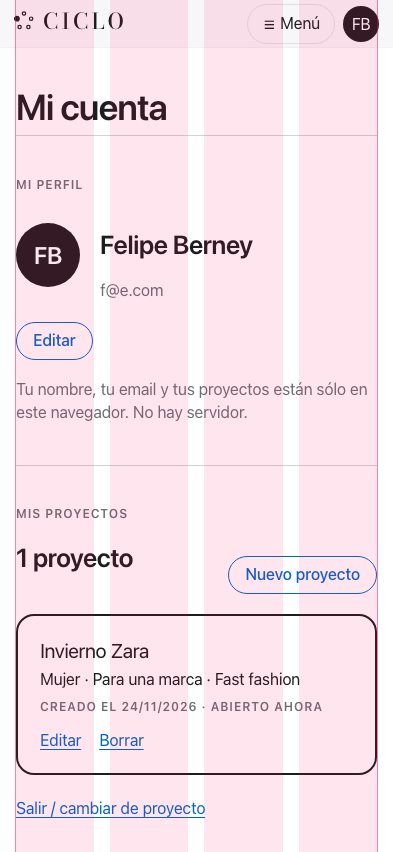 CICLO
Menú
FB
Mi cuenta
MI PERFIL
FB
Felipe Berney
f@e.com
Editar
Tu nombre, tu email y tus proyectos están sólo en
este navegador. No hay servidor.
MIS PROYECTOS
1 proyecto
Nuevo proyecto
Invierno Zara
Mujer · Para una marca · Fast fashion
CREADO EL 24/11/2026 · ABIERTO AHORA
Editar Borrar
Salir / cambiar de proyecto